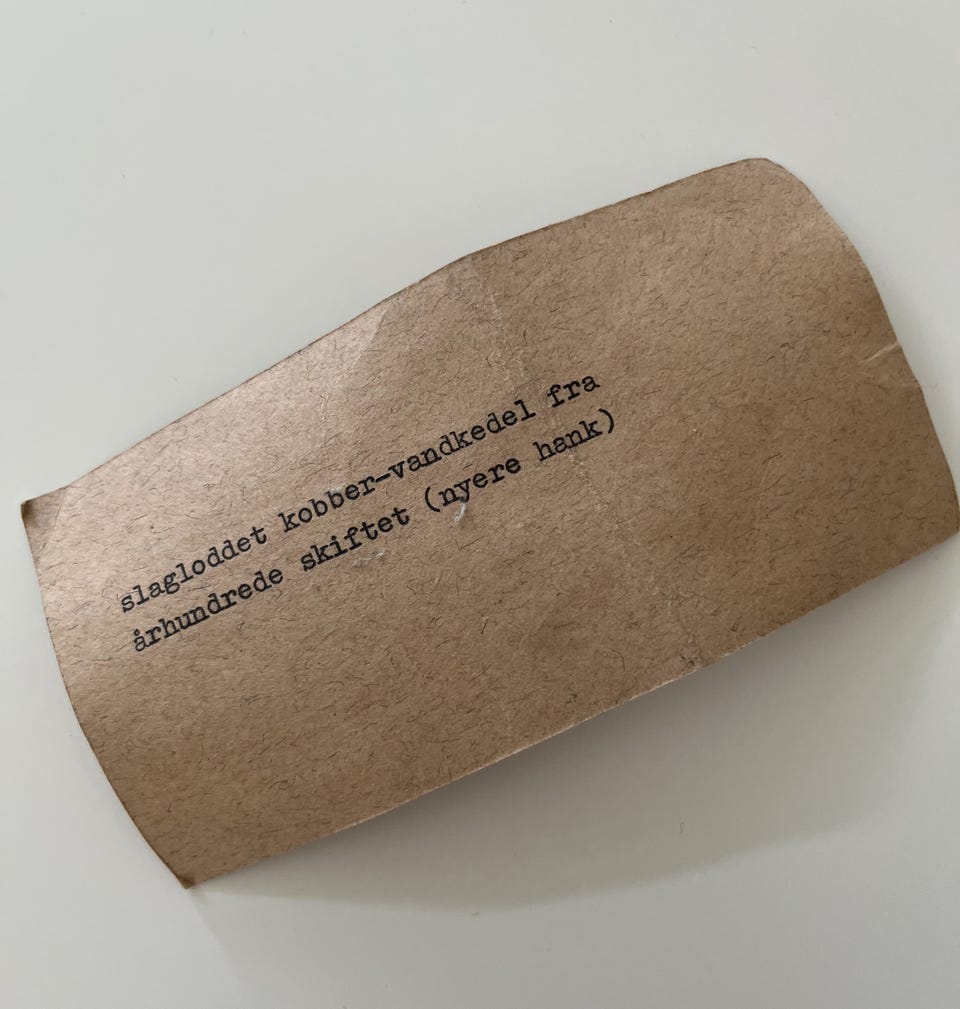 slagloddet kobber-vandkedel fra
århundrede skiftet (nyere hank)